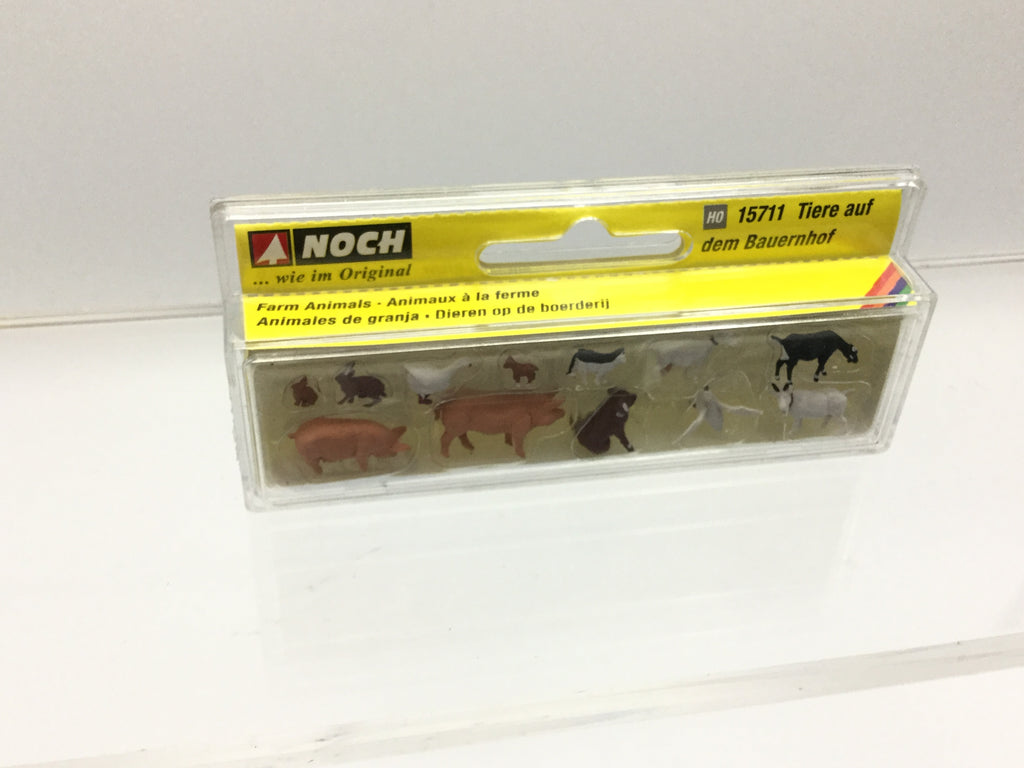 NOCH
... wie im Original
H0 15711 Tiere auf
dem Bauernhof
Farm Animals - Animaux à la ferme
Animales de granja • Dieren op de boerderij